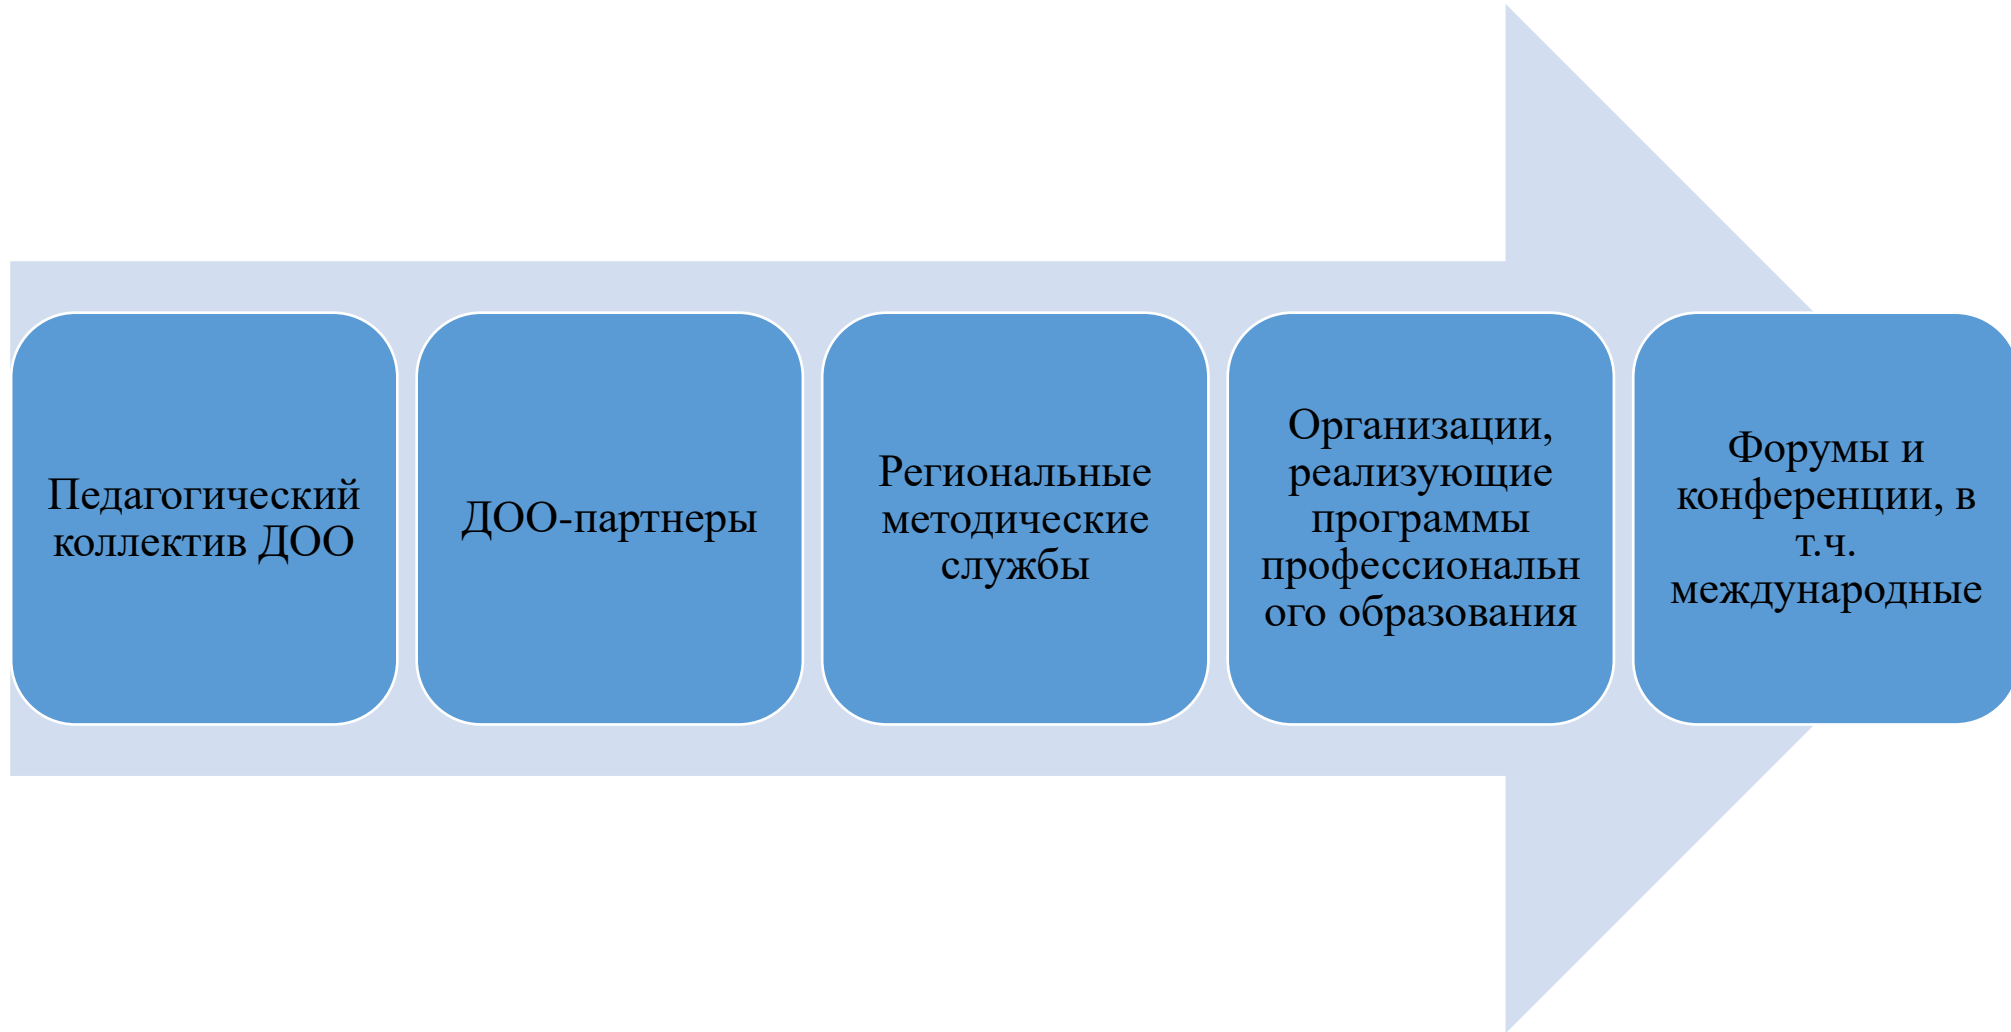 Педагогический
коллектив ДОО
ДОО-партнеры
Региональные
методические
службы
Организации,
реализующие
программы
профессиональн
ого образования
Форумы и
конференции, в
т.ч.
международные